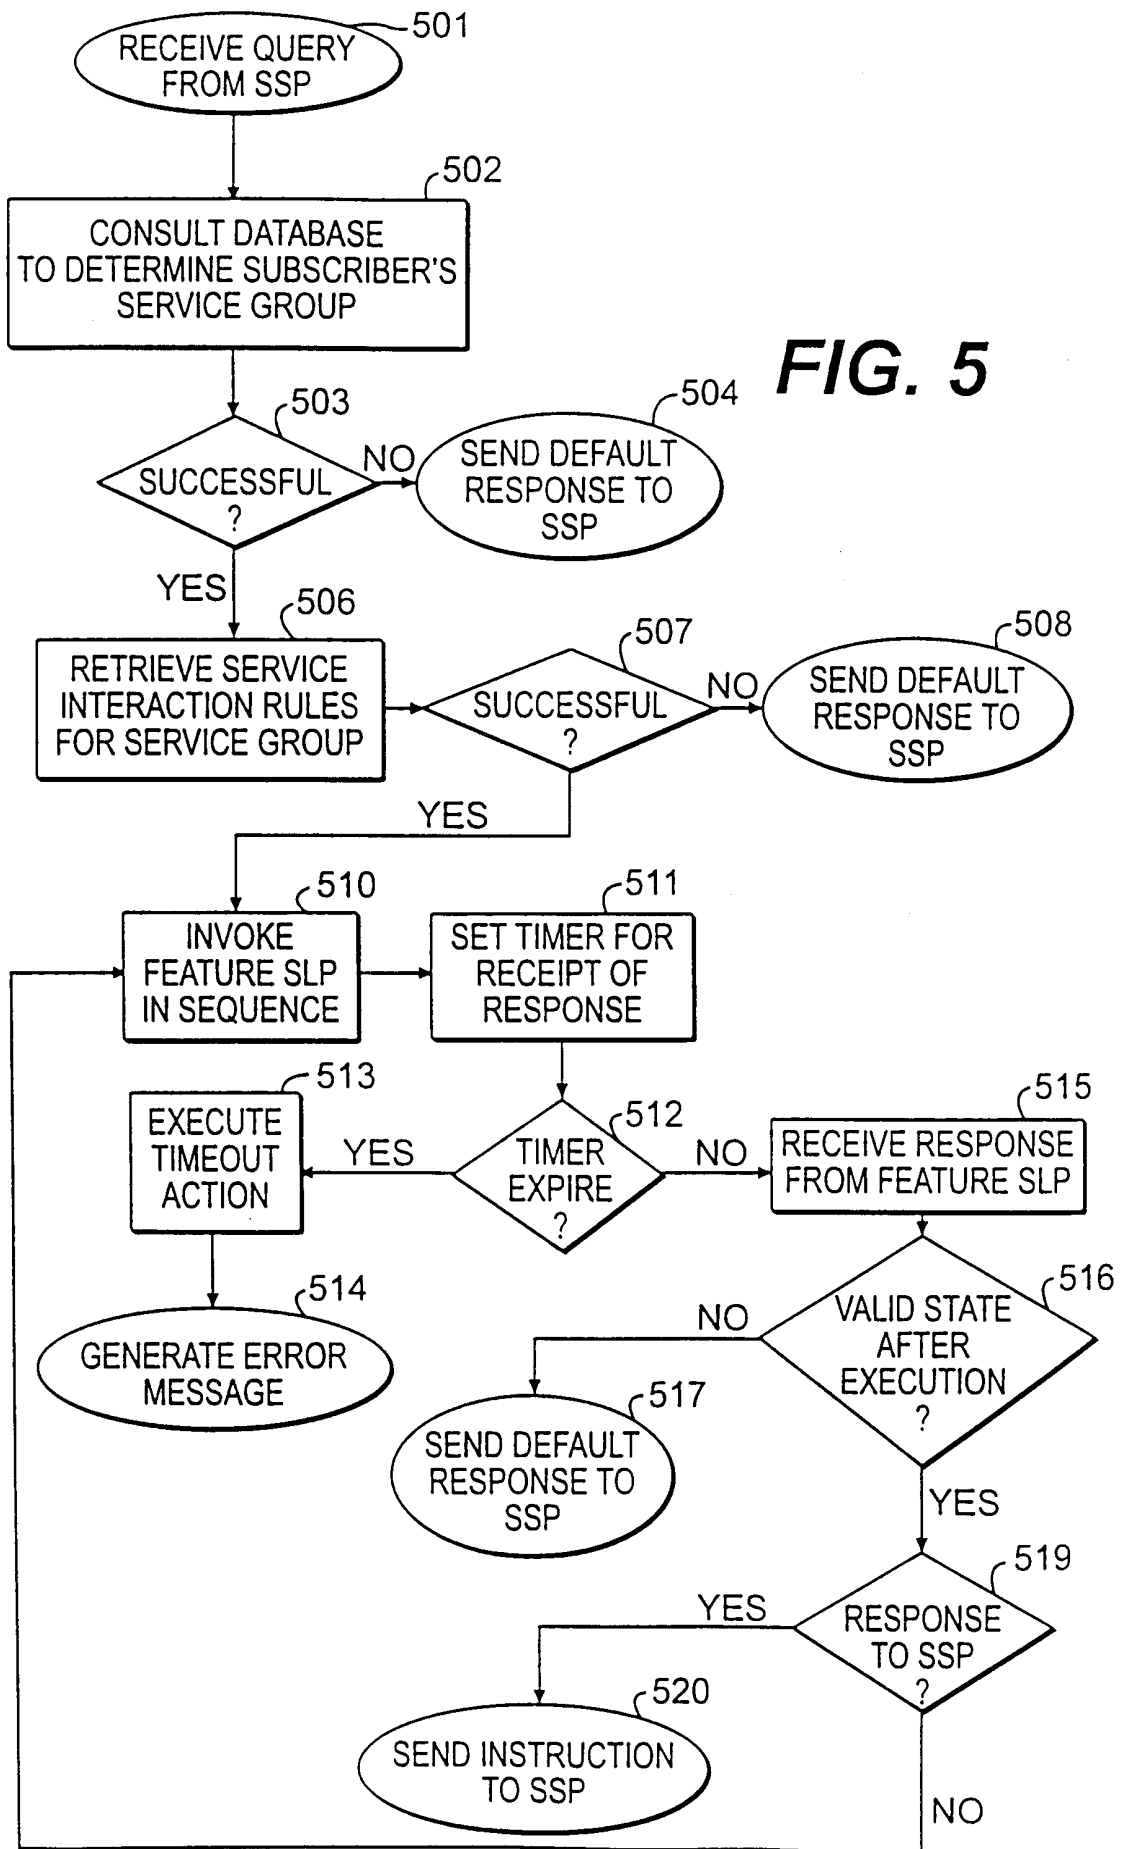 501
RECEIVE QUERY
FROM SSP
502
CONSULT DATABASE
TO DETERMINE SUBSCRIBER'S
SERVICE GROUP
FIG. 5
503
SUCCESSFUL
?
NO
504
SEND DEFAULT
RESPONSE TO
SSP
YES
506
RETRIEVE SERVICE
INTERACTION RULES
FOR SERVICE GROUP
507
SUCCESSFUL
?
NO
508
SEND DEFAULT
RESPONSE TO
SSP
YES
510
INVOKE
FEATURE SLP
IN SEQUENCE
511
SET TIMER FOR
RECEIPT OF
RESPONSE
512
TIMER
EXPIRE
?
YES
513
EXECUTE
TIMEOUT
ACTION
514
GENERATE ERROR
MESSAGE
NO
515
RECEIVE RESPONSE
FROM FEATURE SLP
516
VALID STATE
AFTER
EXECUTION
?
NO
517
SEND DEFAULT
RESPONSE TO
SSP
YES
519
RESPONSE
TO SSP
?
YES
520
SEND INSTRUCTION
TO SSP
NO